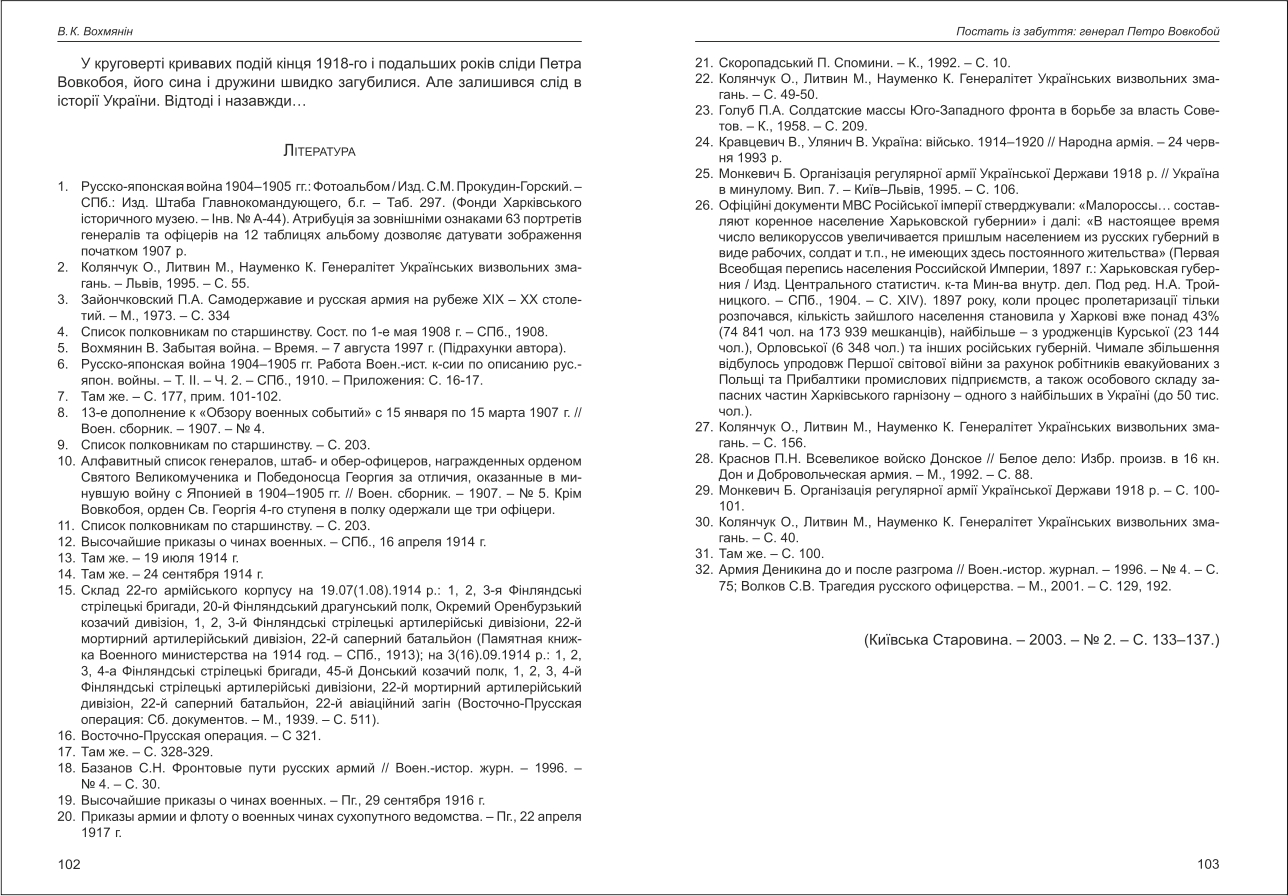 В. К. Вохмянін
У круговерті кривавих подій кінця 1918-го і подальших років сліди Петра
Вовкобоя, його сина і дружини швидко загубилися. Але залишився слід в
історії України. Відтоді і назавжди…
Література
1. Русско-японская война 1904–1905 гг.: Фотоальбом / Изд. С.М. Прокудин-Горский. –
СПб.: Изд. Штаба Главнокомандующего, б.г. – Таб. 297. (Фонди Харківського
історичного музею. – Інв. № А-44). Атрибуція за зовнішніми ознаками 63 портретів
генералів та офіцерів на 12 таблицях альбому дозволяє датувати зображення
початком 1907 р.
2. Колянчук О., Литвин М., Науменко К. Генералітет Українських визвольних зма-
гань. – Львів, 1995. – С. 55.
3. Зайончковский П.А. Самодержавие и русская армия на рубеже XIX – XX столе-
тий. – М., 1973. – С. 334
4. Список полковникам по старшинству. Сост. по 1-е мая 1908 г. – СПб., 1908.
5. Вохмянин В. Забытая война. – Время. – 7 августа 1997 г. (Підрахунки автора).
6. Русско-японская война 1904–1905 гг. Работа Воен.-ист. к-сии по описанию рус.-
япон. войны. – Т. II. – Ч. 2. – СПб., 1910. – Приложения: С. 16-17.
7. Там же. – С. 177, прим. 101-102.
8. 13-е дополнение к «Обзору военных событий» с 15 января по 15 марта 1907 г. //
Воен. сборник. – 1907. – № 4.
9. Список полковникам по старшинству. – С. 203.
10. Алфавитный список генералов, штаб- и обер-офицеров, награжденных орденом
Святого Великомученика и Победоносца Георгия за отличия, оказанные в ми-
нувшую войну с Японией в 1904–1905 гг. // Воен. сборник. – 1907. – № 5. Крім
Вовкобоя, орден Св. Георгія 4-го ступеня в полку одержали ще три офіцери.
11. Список полковникам по старшинству. – С. 203.
12. Высочайшие приказы о чинах военных. – СПб., 16 апреля 1914 г.
13. Там же. – 19 июля 1914 г.
14. Там же. – 24 сентября 1914 г.
15. Склад 22-го армійського корпусу на 19.07(1.08).1914 р.: 1, 2, 3-я Фінляндські
стрілецькі бригади, 20-й Фінляндський драгунський полк, Окремий Оренбурзький
козачий дивізіон, 1, 2, 3-й Фінляндські стрілецькі артилерійські дивізіони, 22-й
мортирний артилерійський дивізіон, 22-й саперний батальйон (Памятная книж-
ка Военного министерства на 1914 год. – СПб., 1913); на 3(16).09.1914 р.: 1, 2,
3, 4-а Фінляндські стрілецькі бригади, 45-й Донський козачий полк, 1, 2, 3, 4-й
Фінляндські стрілецькі артилерійські дивізіони, 22-й мортирний артилерійський
дивізіон, 22-й саперний батальйон, 22-й авіаційний загін (Восточно-Прусская
операция: Сб. документов. – М., 1939. – С. 511).
16. Восточно-Прусская операция. – С 321.
17. Там же. – С. 328-329.
18. Базанов С.Н. Фронтовые пути русских армий // Воен.-истор. журн. – 1996. –
№ 4. – С. 30.
19. Высочайшие приказы о чинах военных. – Пг., 29 сентября 1916 г.
20. Приказы армии и флоту о военных чинах сухопутного ведомства. – Пг., 22 апреля
1917 г.
102
Постать із забуття: генерал Петро Вовкобой
21. Скоропадський П. Спомини. – К., 1992. – С. 10.
22. Колянчук О., Литвин М., Науменко К. Генералітет Українських визвольних зма-
гань. – С. 49-50.
23. Голуб П.А. Солдатские массы Юго-Западного фронта в борьбе за власть Сове-
тов. – К., 1958. – С. 209.
24. Кравцевич В., Улянич В. Україна: військо. 1914–1920 // Народна армія. – 24 черв-
ня 1993 р.
25. Монкевич Б. Організація регулярної армії Української Держави 1918 р. // Україна
в минулому. Вип. 7. – Київ–Львів, 1995. – С. 106.
26. Офіційні документи МВС Російської імперії стверджували: «Малороссы… состав-
ляют коренное население Харьковской губернии» і далі: «В настоящее время
число великоруссов увеличивается пришлым населением из русских губерний в
виде рабочих, солдат и т.п., не имеющих здесь постоянного жительства» (Первая
Всеобщая перепись населения Российской Империи, 1897 г.: Харьковская губер-
ния / Изд. Центрального статистич. к-та Мин-ва внутр. дел. Под ред. Н.А. Трой-
ницкого. – СПб., 1904. – С. XIV). 1897 року, коли процес пролетаризації тільки
розпочався, кількість зайшлого населення становила у Харкові вже понад 43%
(74 841 чол. на 173 939 мешканців), найбільше – з уродженців Курської (23 144
чол.), Орловської (6 348 чол.) та інших російських губерній. Чимале збільшення
відбулось упродовж Першої світової війни за рахунок робітників евакуйованих з
Польщі та Прибалтики промислових підприємств, а також особового складу за-
пасних частин Харківського гарнізону – одного з найбільших в Україні (до 50 тис.
чол.).
27. Колянчук О., Литвин М., Науменко К. Генералітет Українських визвольних зма-
гань. – С. 156.
28. Краснов П.Н. Всевеликое войско Донское // Белое дело: Избр. произв. в 16 кн.
Дон и Добровольческая армия. – М., 1992. – С. 88.
29. Монкевич Б. Організація регулярної армії Української Держави 1918 р. – С. 100-
101.
30. Колянчук О., Литвин М., Науменко К. Генералітет Українських визвольних зма-
гань. – С. 40.
31. Там же. – С. 100.
32. Армия Деникина до и после разгрома // Воен.-истор. журнал. – 1996. – № 4. – С.
75; Волков С.В. Трагедия русского офицерства. – М., 2001. – С. 129, 192.
(Київська Старовина. – 2003. – № 2. – С. 133–137.)
103